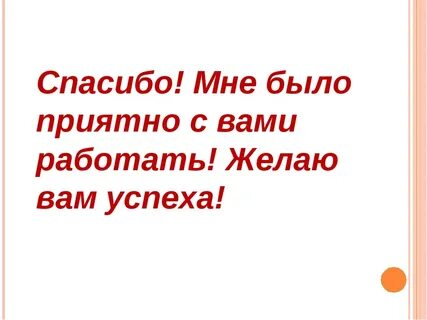 Спасибо! Мне было
приятно с вами
работать! Желаю
вам успеха!